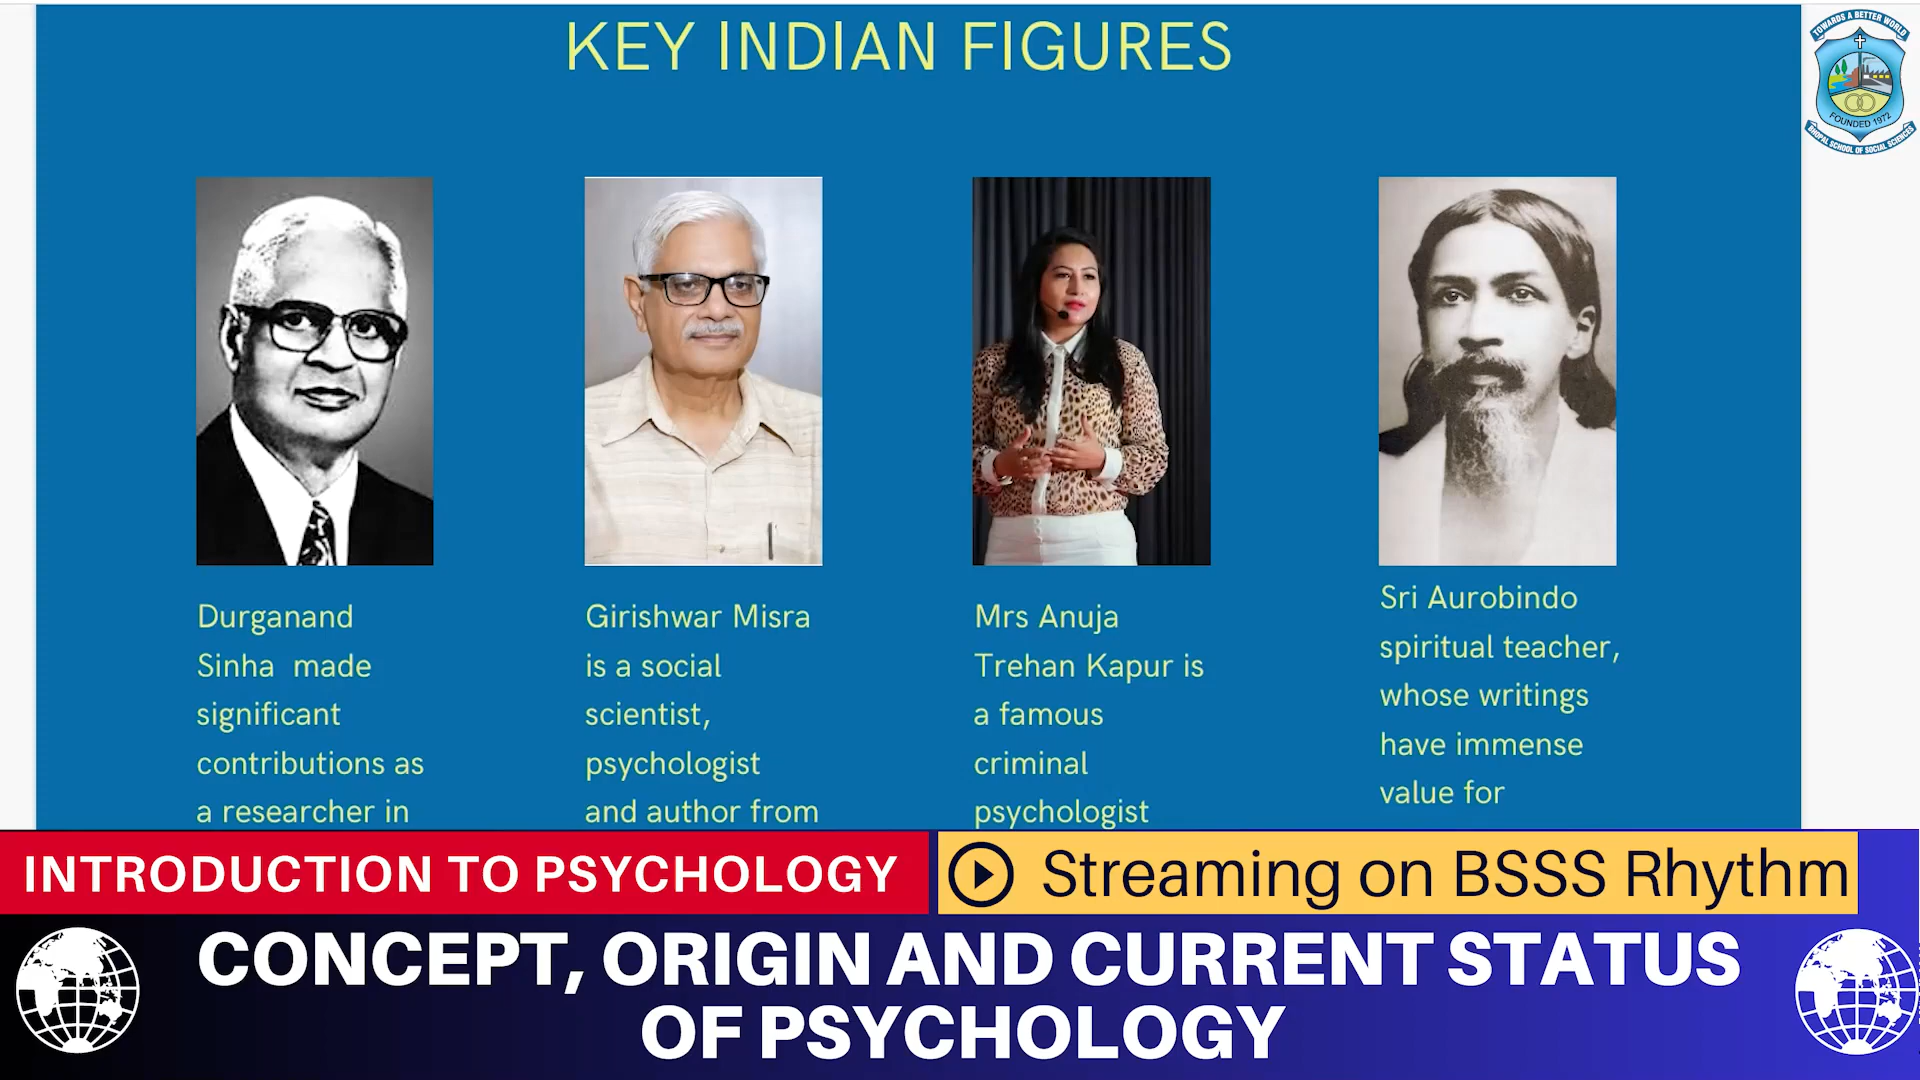 KEY INDIAN FIGURES
TOWARDS A BETTER WORLD
FOUNDED 1972
BHOPAL SCHOOL OF SOCIAL SCIENCES
Durganand
Sinha made
significant
contributions as
a researcher in
Girishwar Misra
is a social
scientist,
psychologist
and author from
Mrs Anuja
Trehan Kapur is
a famous
criminal
psychologist
Sri Aurobindo
spiritual teacher,
whose writings
have immense
value for
INTRODUCTION TO PSYCHOLOGY
Streaming on BSSS Rhythm
CONCEPT, ORIGIN AND CURRENT STATUS
OF PSYCHOLOGY